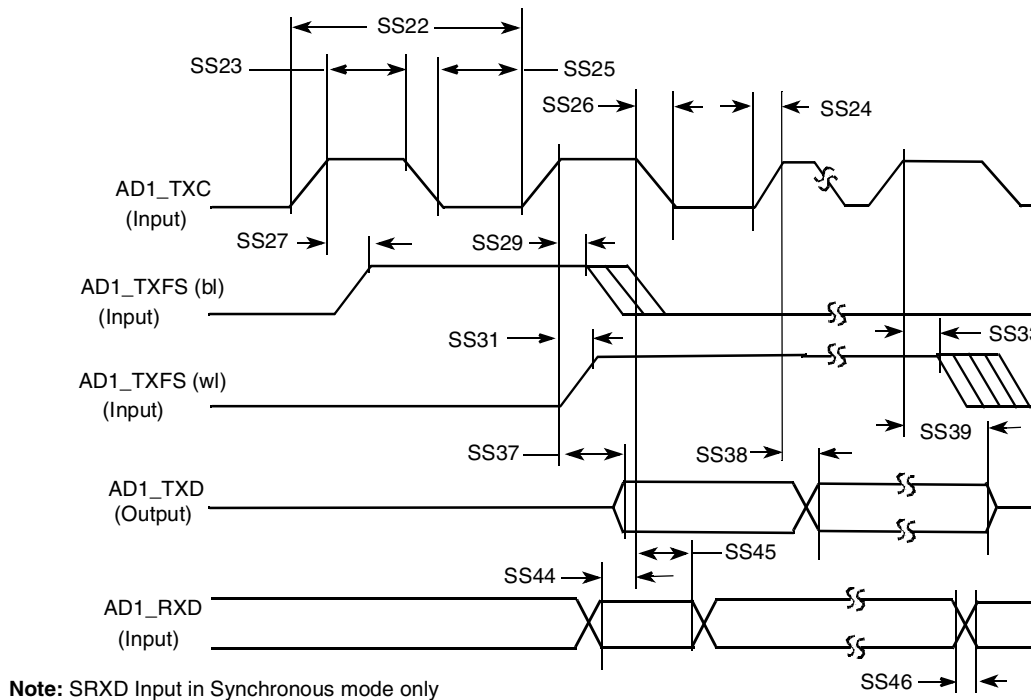 SS22
SS23
SS25
SS26
SS24
AD1_TXC
(Input)
SS27
SS29
AD1_TXFS (bl)
(Input)
SS31
SS33
AD1_TXFS (wl)
(Input)
SS39
SS37
SS38
AD1_TXD
(Output)
SS45
SS44
AD1_RXD
(Input)
SS46
Note: SRXD Input in Synchronous mode only